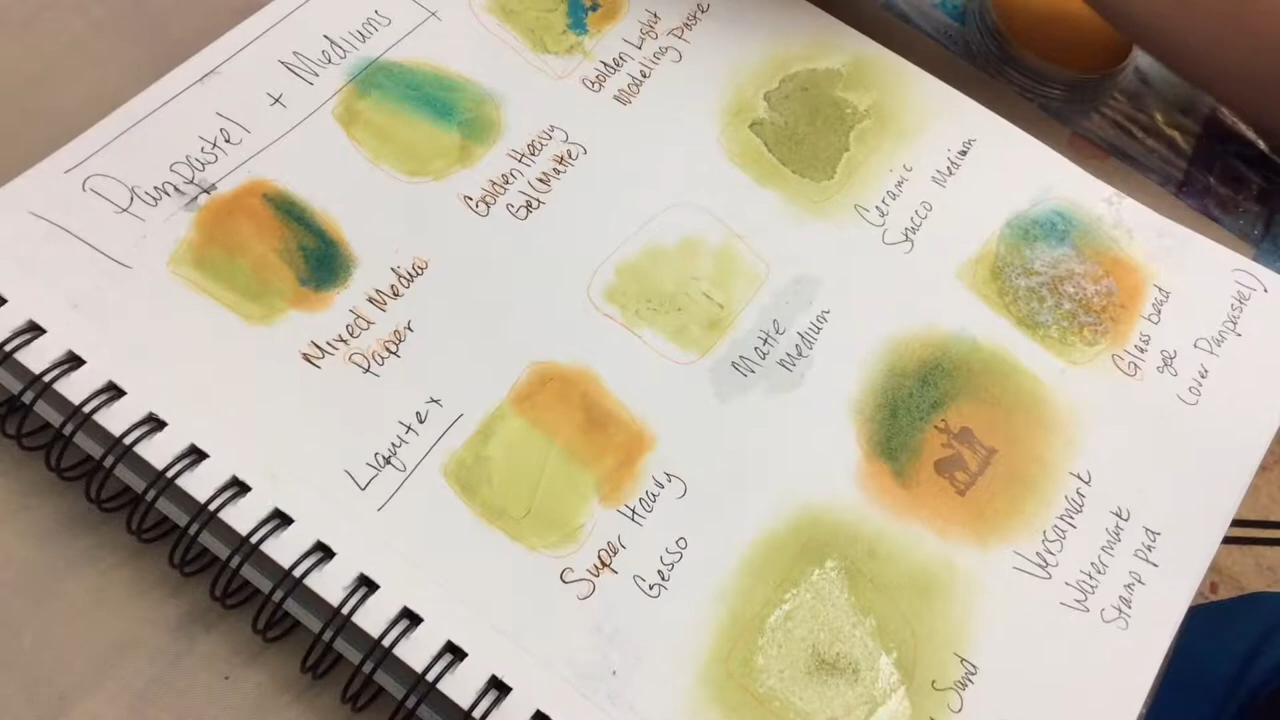 Panpastel + Mediums
Mixed Media
Paper
Golden Heavy
Gel (Matte)
Golden Light
Modeling Paste
Liquitex
Super Heavy
Gesso
Matte
Medium
Ceramic
Stucco Medium
Glass bead
gel
(over Panpastel)
Versamark
Watermark
Stamp pad
Sand